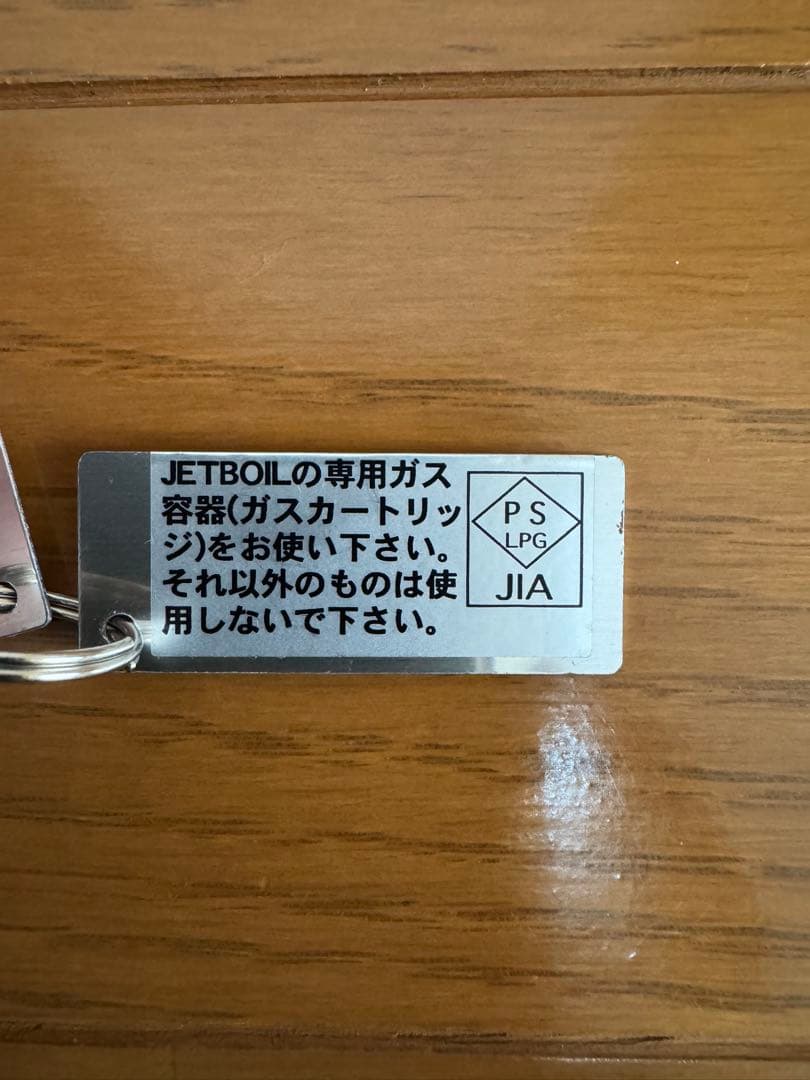 JETBOILの専用ガス
容器(ガスカートリッ
ジ)をお使い下さい。
それ以外のものは使
用しないで下さい。
PS
LPG
JIA